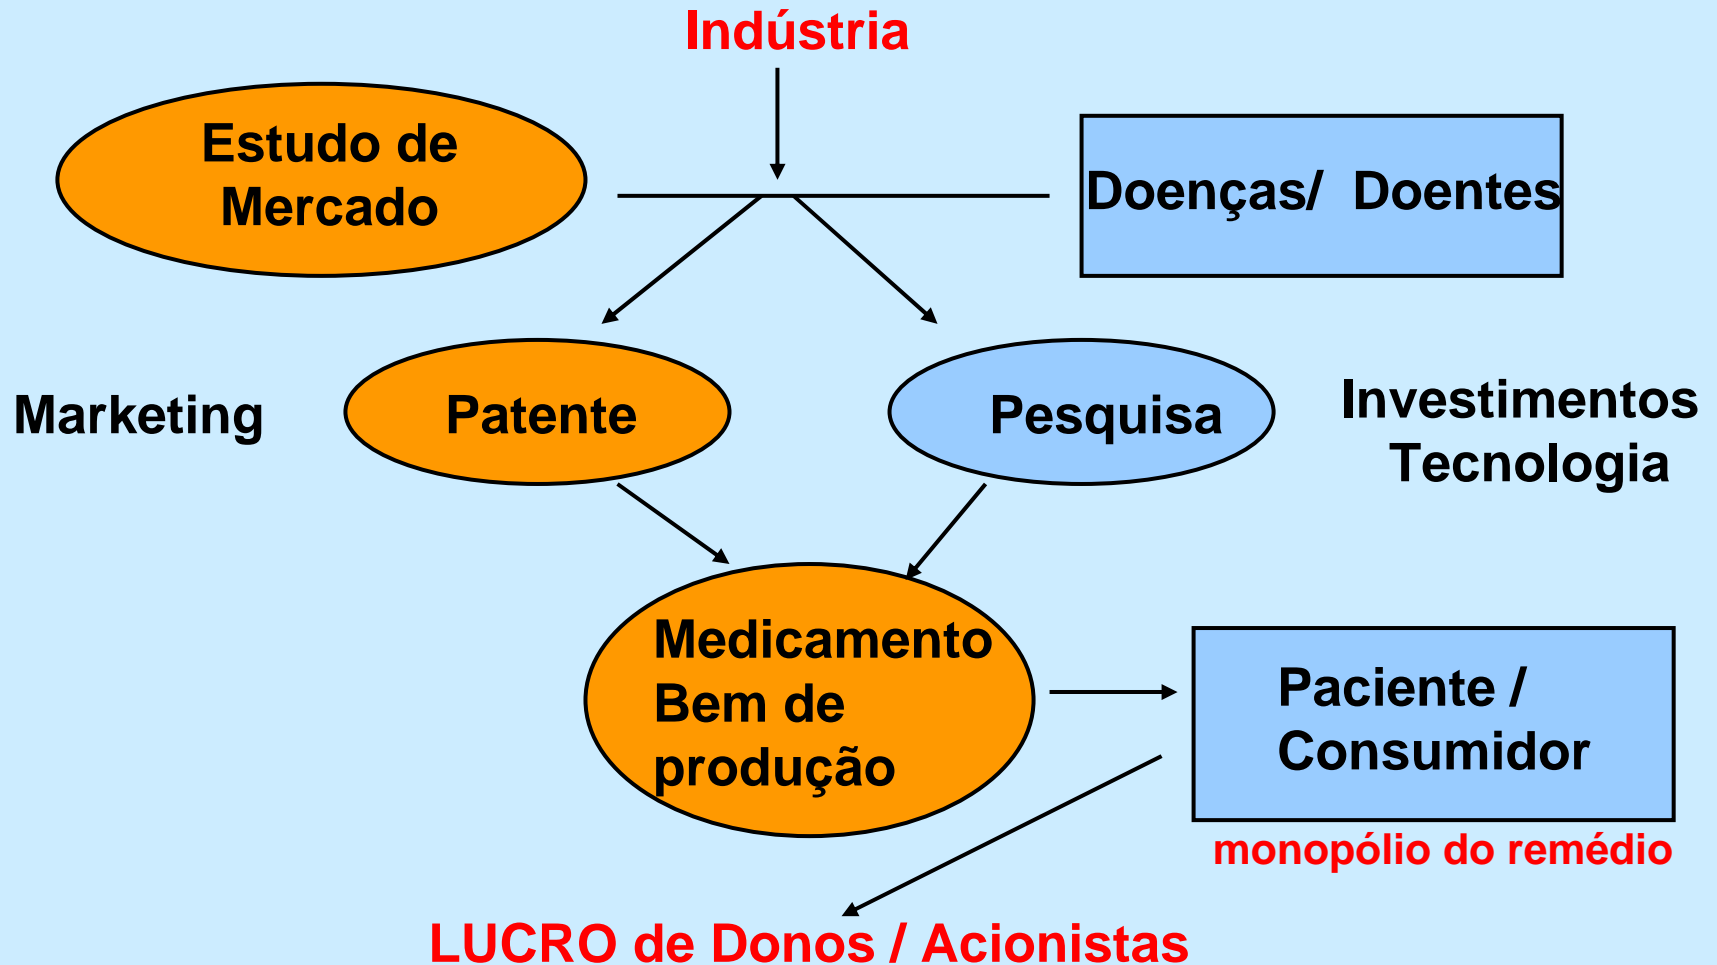 Indústria
Estudo de
Mercado
Doenças/  Doentes
Marketing
Patente
Pesquisa
Investimentos
Tecnologia
Medicamento
Bem de
produção
Paciente /
Consumidor
monopólio do remédio
LUCRO de Donos / Acionistas